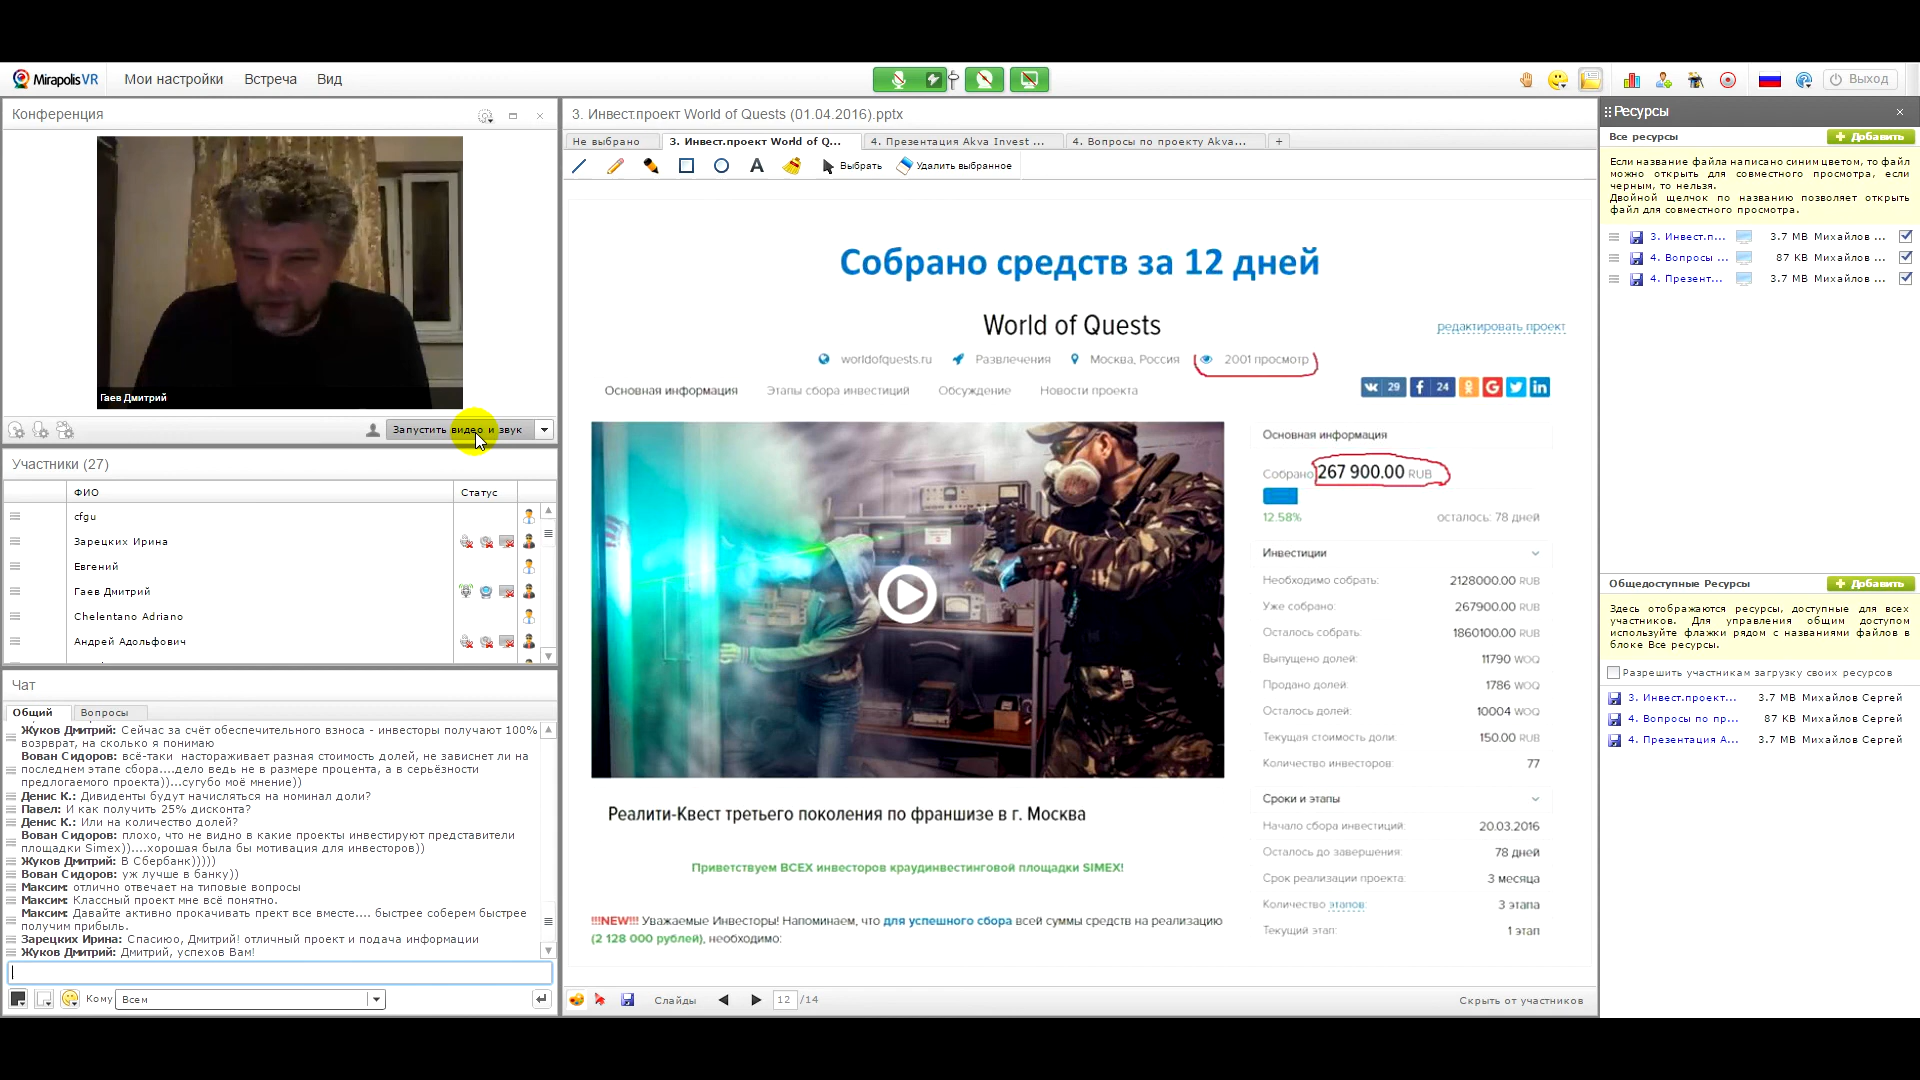 Mirapolis VR
Мои настройки
Встреча
Вид
Выход
Конференция
Гаев Дмитрий
Запустить видео и звук
Участники (27)
ФИО
Статус
cfgu
Зарецких Ирина
Евгений
Гаев Дмитрий
Chelentano Adriano
Андрей Адольфович
Чат
Общий
Вопросы
Жуков Дмитрий: Сейчас за счёт обеспечительного взноса - инвесторы получают 100%
возрврат, на сколько я понимаю
Вован Сидоров: всё-таки настораживает разная стоимость долей, не зависнет ли на
последнем этапе сбора....дело ведь не в размере процента, а в серьёзности
предлогаемого проекта))...сугубо моё мнение))
Денис К.: Дивиденты будут начисляться на номинал доли?
Павел: И как получить 25% дисконта?
Денис К.: Или на количество долей?
Вован Сидоров: плохо, что не видно в какие проекты инвестируют представители
площадки Simex))....хорошая была бы мотивация для инвесторов))
Жуков Дмитрий: В Сбербанк)))))
Вован Сидоров: уж лучше в банку))
Максим: отлично отвечает на типовые вопросы
Максим: Классный проект мне всё понятно.
Максим: Давайте активно прокачивать прект все вместе.... быстрее соберем быстрее
получим прибыль.
Зарецких Ирина: Спасиюо, Дмитрий! отличный проект и подача информации
Жуков Дмитрий: Дмитрий, успехов Вам!
Кому
Всем
3. Инвест.проект World of Quests (01.04.2016).pptx
Не выбрано
3. Инвест.проект World of Q...
4. Презентация Akva Invest ...
4. Вопросы по проекту Akva...
+
A
Выбрать
Удалить выбранное
Собрано средств за 12 дней
World of Quests
редактировать проект
worldofquests.ru
Развлечения
Москва, Россия
2001 просмотр
Основная информация
Этапы сбора инвестиций
Обсуждение
Новости проекта
29
24
Основная информация
Собрано 267 900.00 RUB
12.58%
осталось: 78 дней
Инвестиции
Необходимо собрать: 2128000.00 RUB
Уже собрано: 267900.00 RUB
Осталось собрать: 1860100.00 RUB
Выпущено долей: 11790 WOQ
Продано долей: 1786 WOQ
Осталось долей: 10004 WOQ
Текущая стоимость доли: 150.00 RUB
Количество инвесторов: 77
Сроки и этапы
Начало сбора инвестиций: 20.03.2016
Осталось до завершения: 78 дней
Срок реализации проекта: 3 месяца
Количество этапов: 3 этапа
Текущий этап: 1 этап
Реалити-Квест третьего поколения по франшизе в г. Москва
Приветствуем ВСЕХ инвесторов краудинвестинговой площадки SIMEX!
!!!NEW!!! Уважаемые Инвесторы! Напоминаем, что для успешного сбора всей суммы средств на реализацию
(2 128 000 рублей), необходимо:
Слайды
12 /14
Скрыть от участников
Ресурсы
Все ресурсы
Добавить
Если название файла написано синим цветом, то файл
можно открыть для совместного просмотра, если
черным, то нельзя.
Двойной щелчок по названию позволяет открыть
файл для совместного просмотра.
3. Инвест.п... 3.7 MB Михайлов ...
4. Вопросы ... 87 KB Михайлов ...
4. Презент... 3.7 MB Михайлов ...
Общедоступные Ресурсы
Добавить
Здесь отображаются ресурсы, доступные для всех
участников. Для управления общим доступом
используйте флажки рядом с названиями файлов в
блоке Все ресурсы.
Разрешить участникам загрузку своих ресурсов
3. Инвест.проект... 3.7 MB Михайлов Сергей
4. Вопросы по пр... 87 KB Михайлов Сергей
4. Презентация А... 3.7 MB Михайлов Сергей